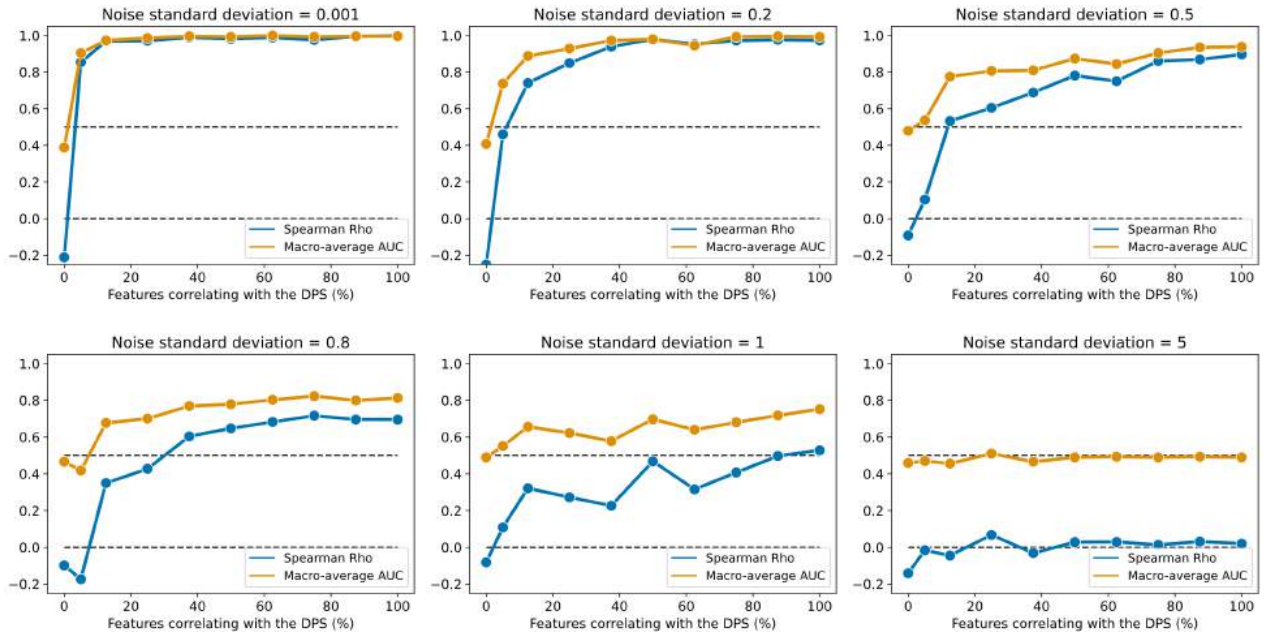 Noise standard deviation = 0.001
1.0
0.8
0.6
0.4
0.2
0.0
−0.2
Spearman Rho
Macro-average AUC
0 20 40 60 80 100
Features correlating with the DPS (%)
Noise standard deviation = 0.2
1.0
0.8
0.6
0.4
0.2
0.0
−0.2
Spearman Rho
Macro-average AUC
0 20 40 60 80 100
Features correlating with the DPS (%)
Noise standard deviation = 0.5
1.0
0.8
0.6
0.4
0.2
0.0
−0.2
Spearman Rho
Macro-average AUC
0 20 40 60 80 100
Features correlating with the DPS (%)
Noise standard deviation = 0.8
1.0
0.8
0.6
0.4
0.2
0.0
−0.2
Spearman Rho
Macro-average AUC
0 20 40 60 80 100
Features correlating with the DPS (%)
Noise standard deviation = 1
1.0
0.8
0.6
0.4
0.2
0.0
−0.2
Spearman Rho
Macro-average AUC
0 20 40 60 80 100
Features correlating with the DPS (%)
Noise standard deviation = 5
1.0
0.8
0.6
0.4
0.2
0.0
−0.2
Spearman Rho
Macro-average AUC
0 20 40 60 80 100
Features correlating with the DPS (%)